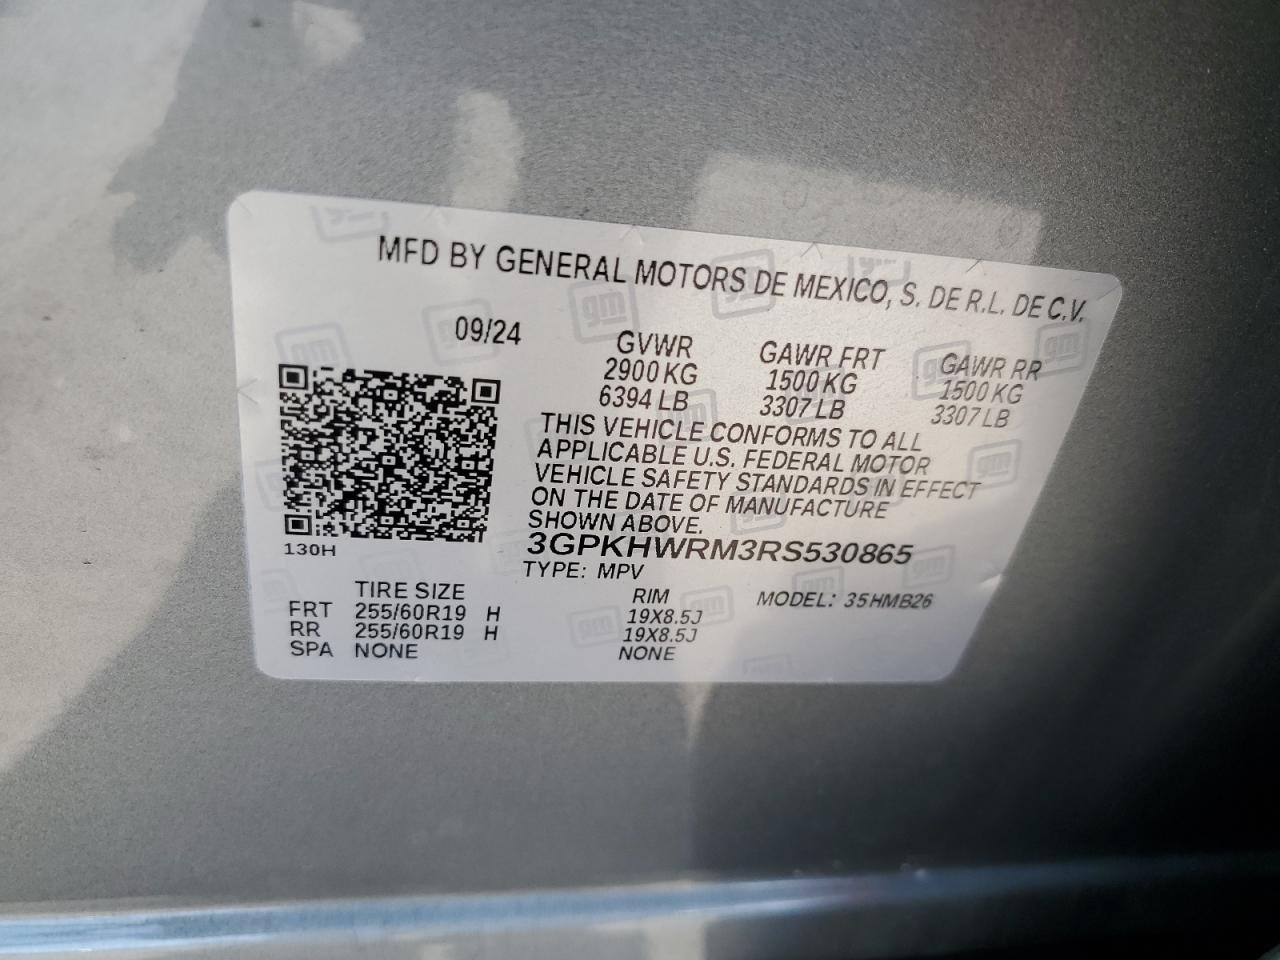 MFD BY GENERAL MOTORS DE MEXICO, S. DE R.L. DE C.V.
09/24
GVWR GAWR FRT GAWR RR
2900 KG 1500 KG 1500 KG
6394 LB 3307 LB 3307 LB
THIS VEHICLE CONFORMS TO ALL
APPLICABLE U.S. FEDERAL MOTOR
VEHICLE SAFETY STANDARDS IN EFFECT
ON THE DATE OF MANUFACTURE
SHOWN ABOVE.
3GPKHWRM3RS530865
130H
TYPE: MPV
TIRE SIZE RIM MODEL: 35HMB26
FRT 255/60R19 H 19X8.5J
RR 255/60R19 H 19X8.5J
SPA NONE NONE